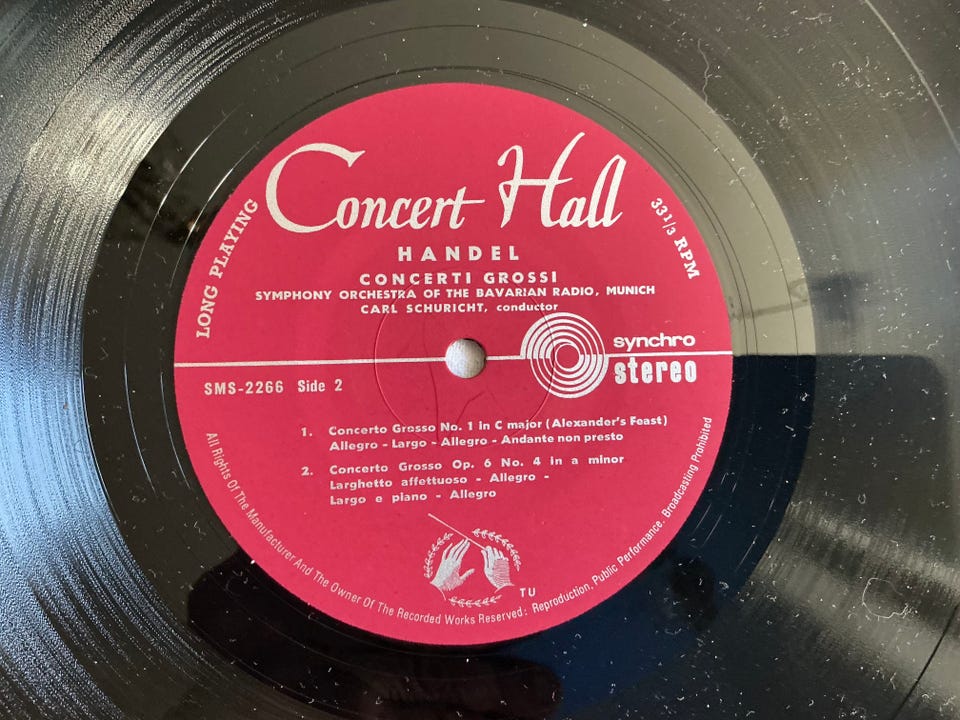 Concert Hall
LONG PLAYING
33 1/3 RPM
HANDEL
CONCERTI GROSSI
SYMPHONY ORCHESTRA OF THE BAVARIAN RADIO, MUNICH
CARL SCHURICHT, conductor
synchro
stereo
SMS-2266 Side 2
1. Concerto Grosso No. 1 in C major (Alexander's Feast)
Allegro - Largo - Allegro - Andante non presto
2. Concerto Grosso Op. 6 No. 4 in a minor
Larghetto affettuoso - Allegro -
Largo e piano - Allegro
TU
All Rights Of The Manufacturer And The Owner Of The Recorded Works Reserved: Reproduction, Public Performance, Broadcasting Prohibited